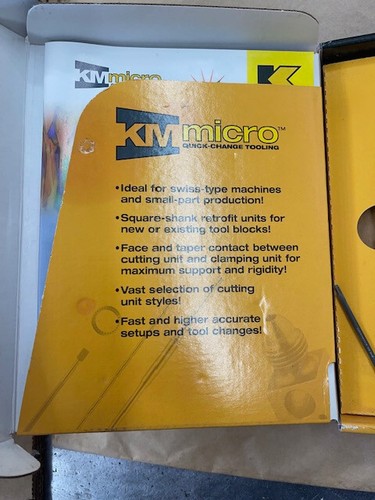 KMmicro
K
KMmicro™
QUICK-CHANGE TOOLING
•Ideal for swiss-type machines
and small-part production!
•Square-shank retrofit units for
new or existing tool blocks!
•Face and taper contact between
cutting unit and clamping unit for
maximum support and rigidity!
•Vast selection of cutting
unit styles!
•Fast and higher accurate
setups and tool changes!